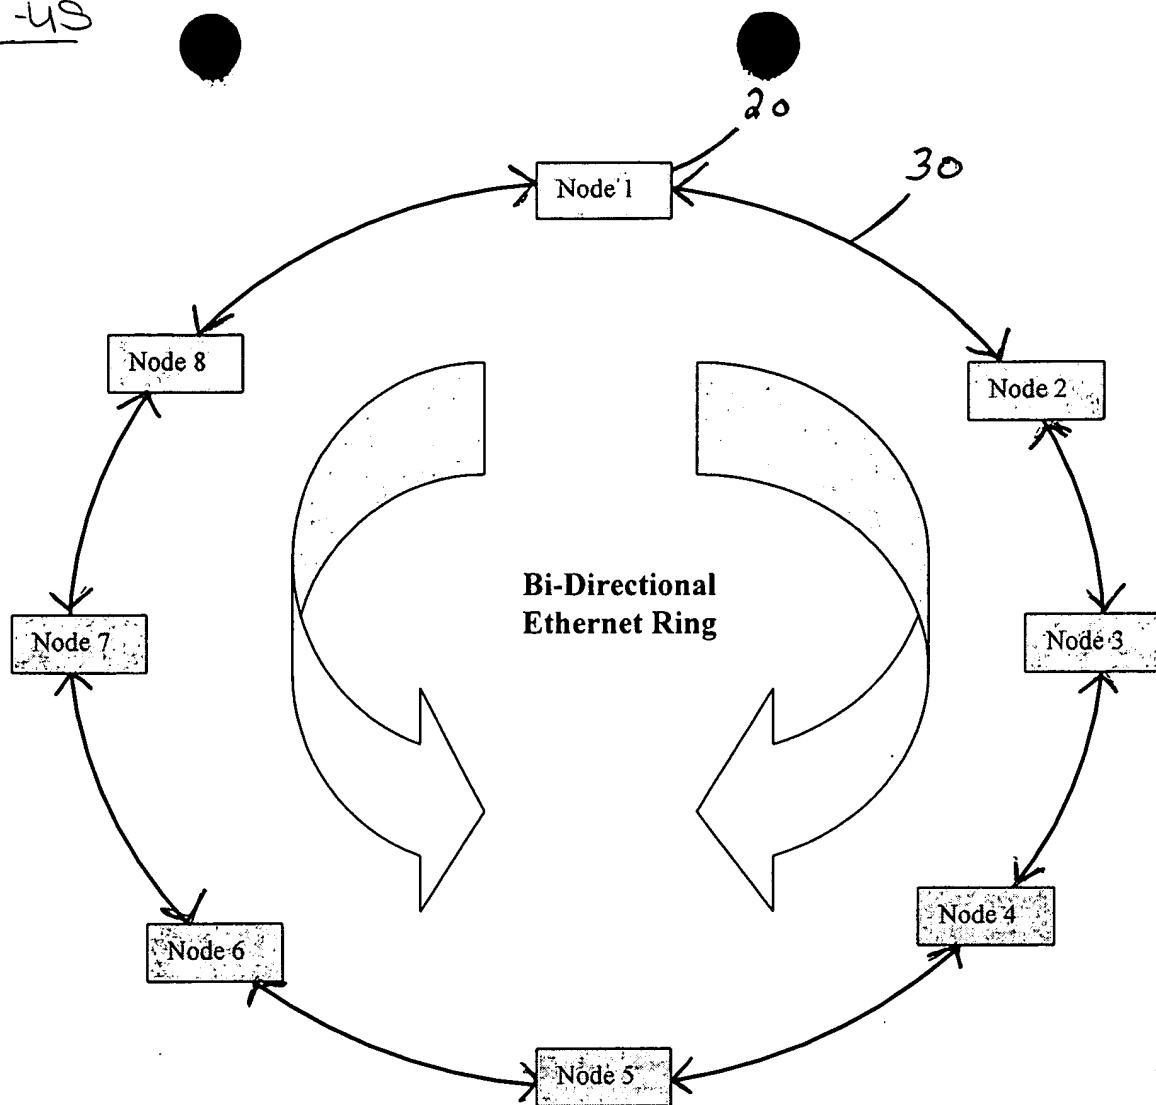 -US
20
30
Node 1
Node 8
Node 2
Bi-Directional
Ethernet Ring
Node 7
Node 3
Node 4
Node 6
Node 5